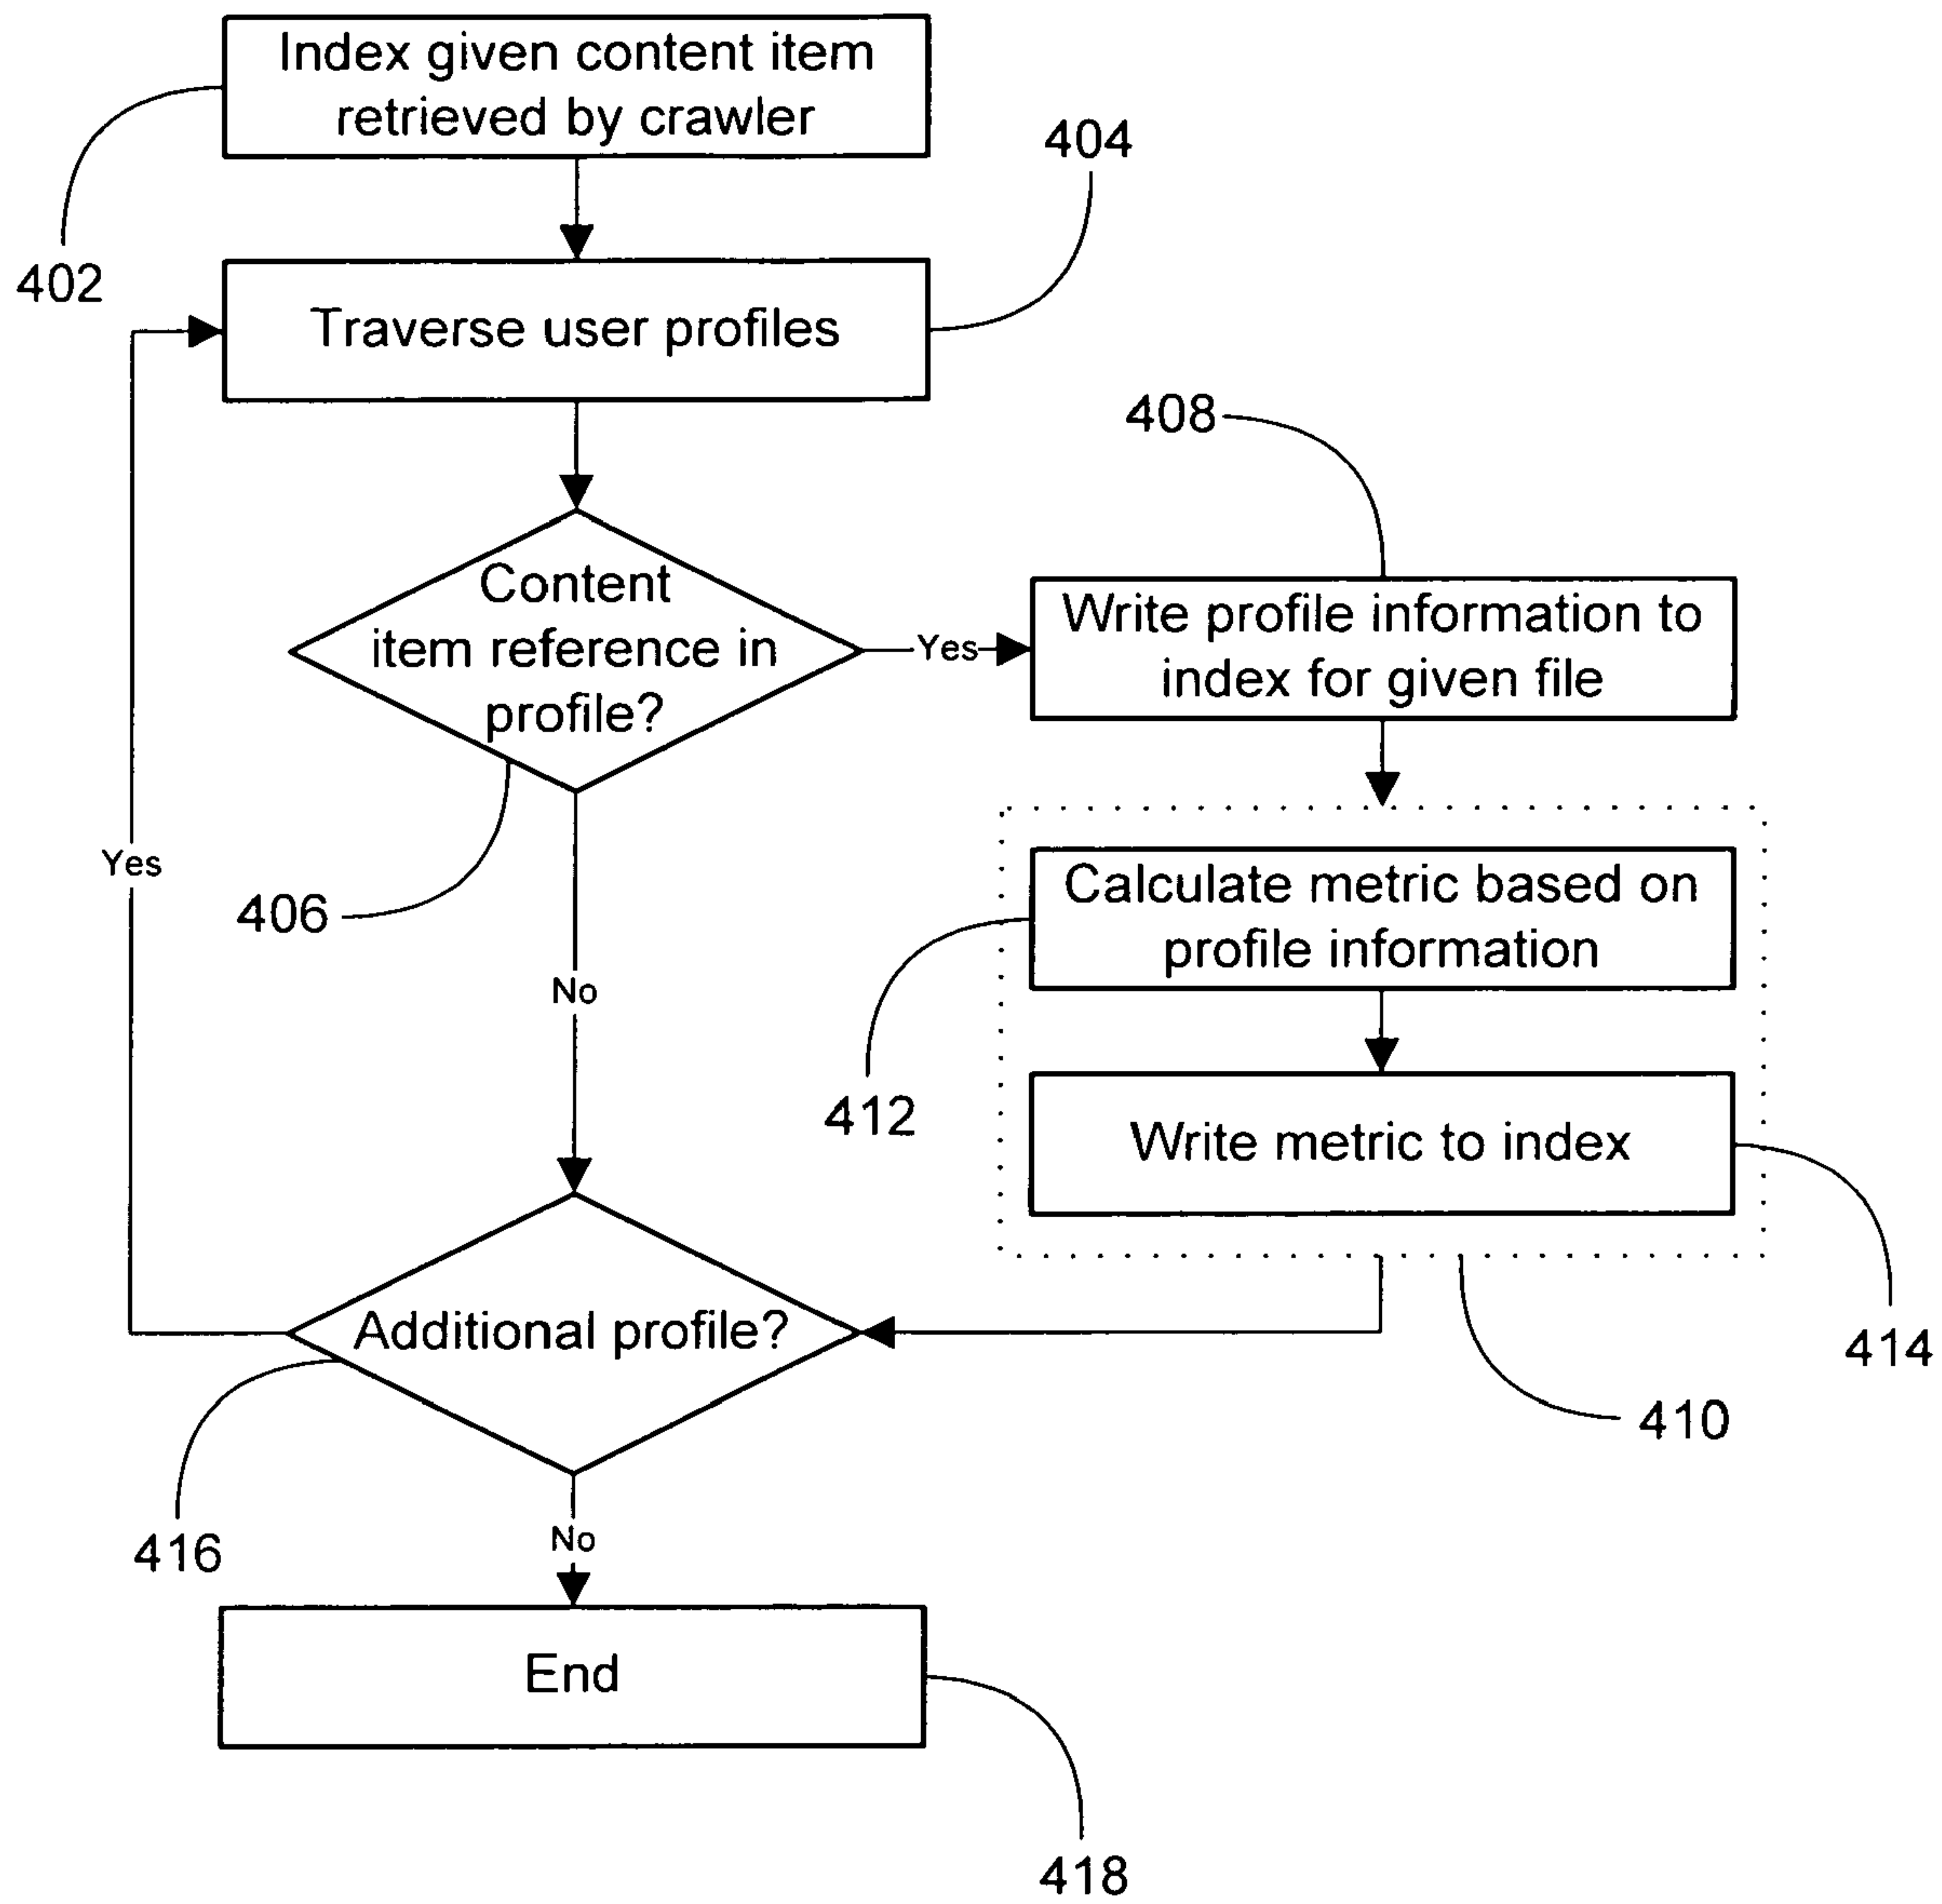 Index given content item
retrieved by crawler
404
402
Traverse user profiles
408
Content
item reference in
profile?
Yes
Write profile information to
index for given file
Yes
406
Calculate metric based on
profile information
No
412
Write metric to index
Additional profile?
414
410
416
No
End
418